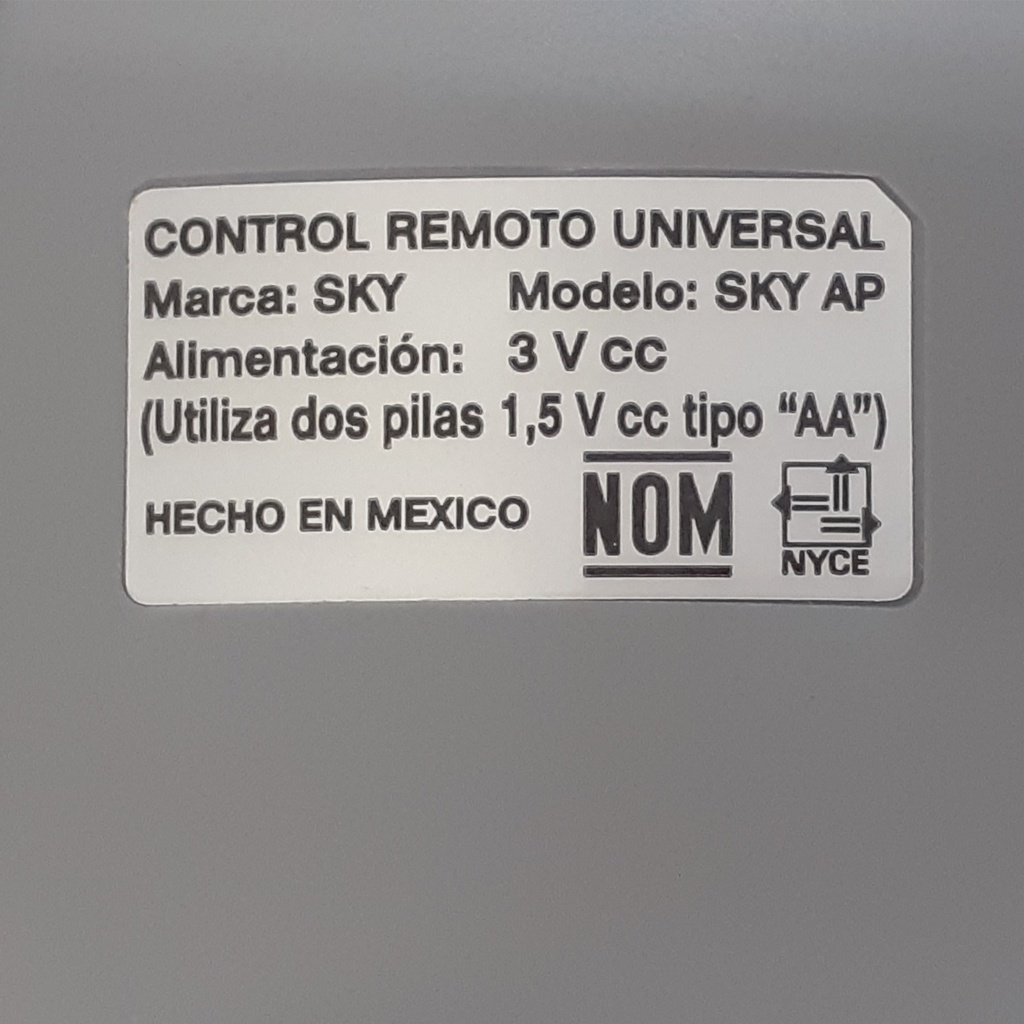 CONTROL REMOTO UNIVERSAL
Marca: SKY Modelo: SKY AP
Alimentación: 3 V cc
(Utiliza dos pilas 1,5 V cc tipo “AA”)
HECHO EN MEXICO NOM NYCE